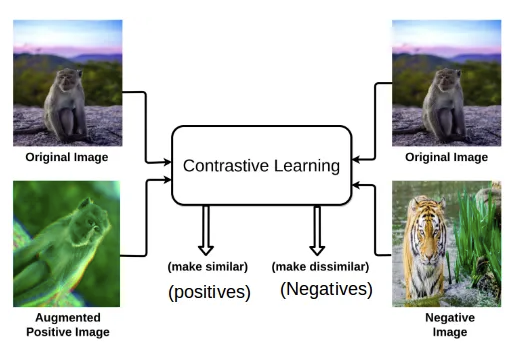 Original Image
Original Image
Contrastive Learning
(make similar)
(make dissimilar)
(positives)
(Negatives)
Augmented
Positive Image
Negative
Image